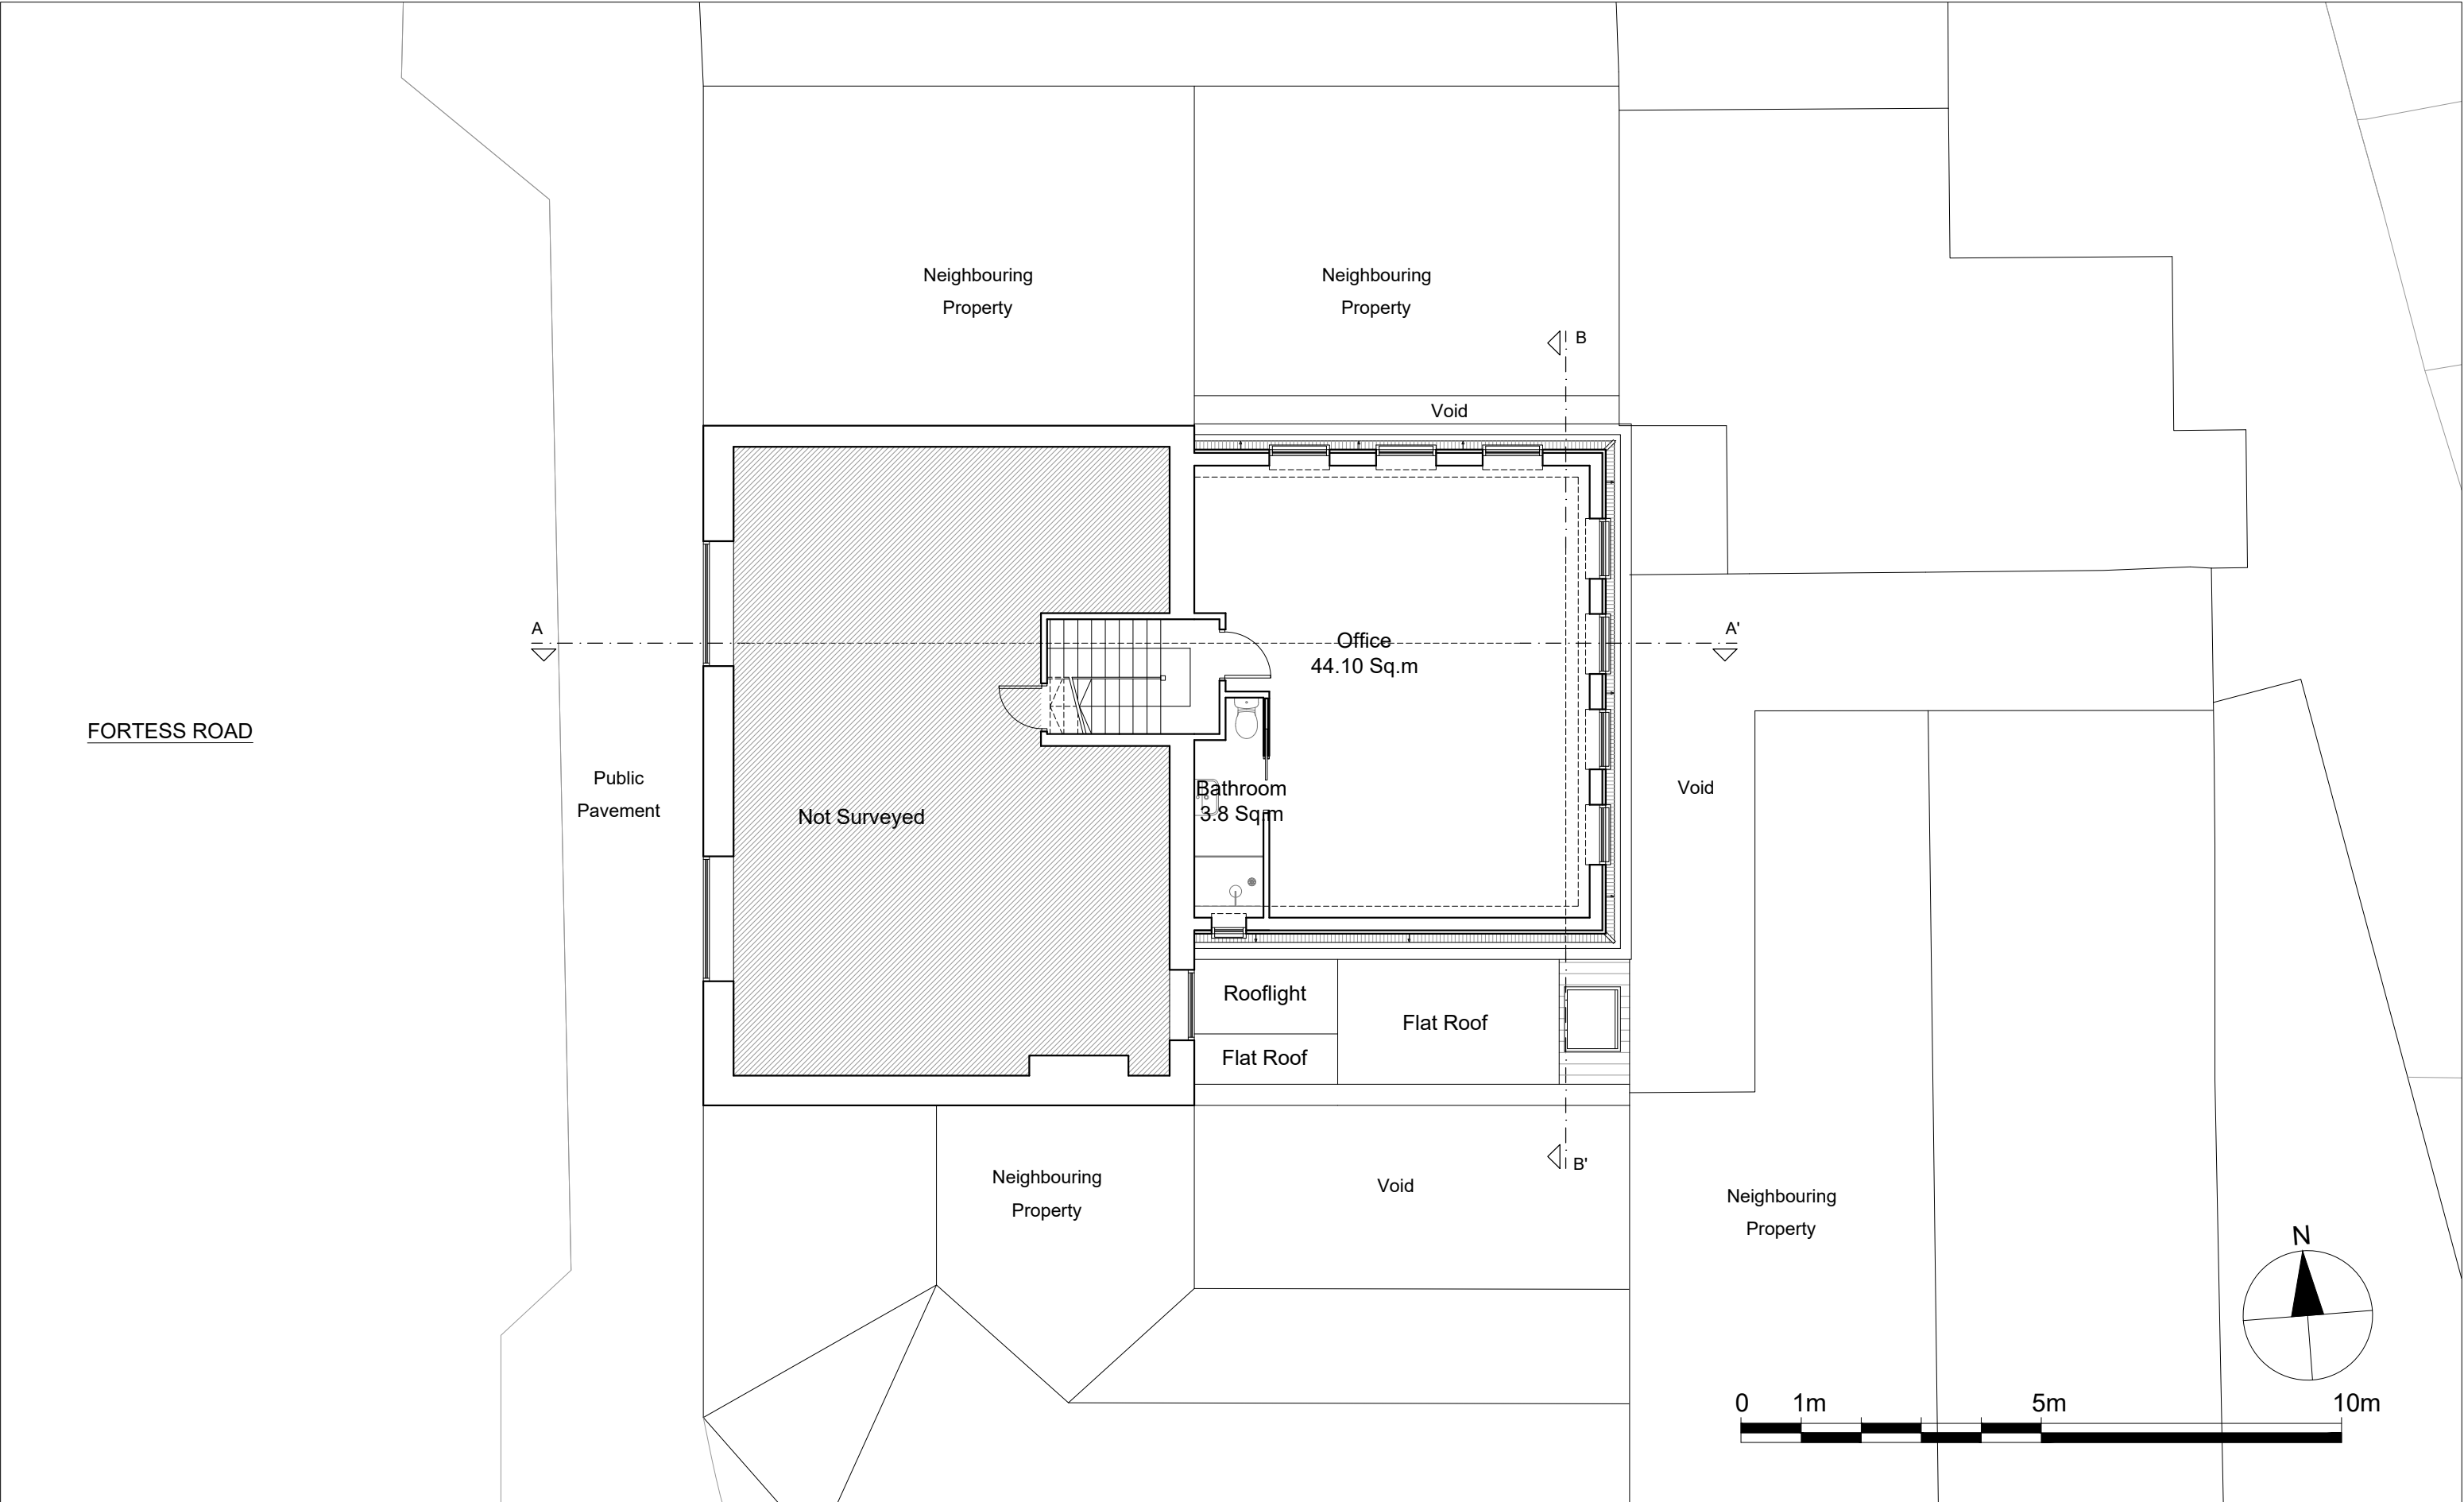 Neighbouring
Property
Neighbouring
Property
B
Void
A
A'
Office
44.10 Sq.m
FORTESS ROAD
Public
Pavement
Not Surveyed
Bathroom
3.8 Sq.m
Void
Rooflight
Flat Roof
Flat Roof
B'
Neighbouring
Property
Void
Neighbouring
Property
N
0 1m 5m 10m